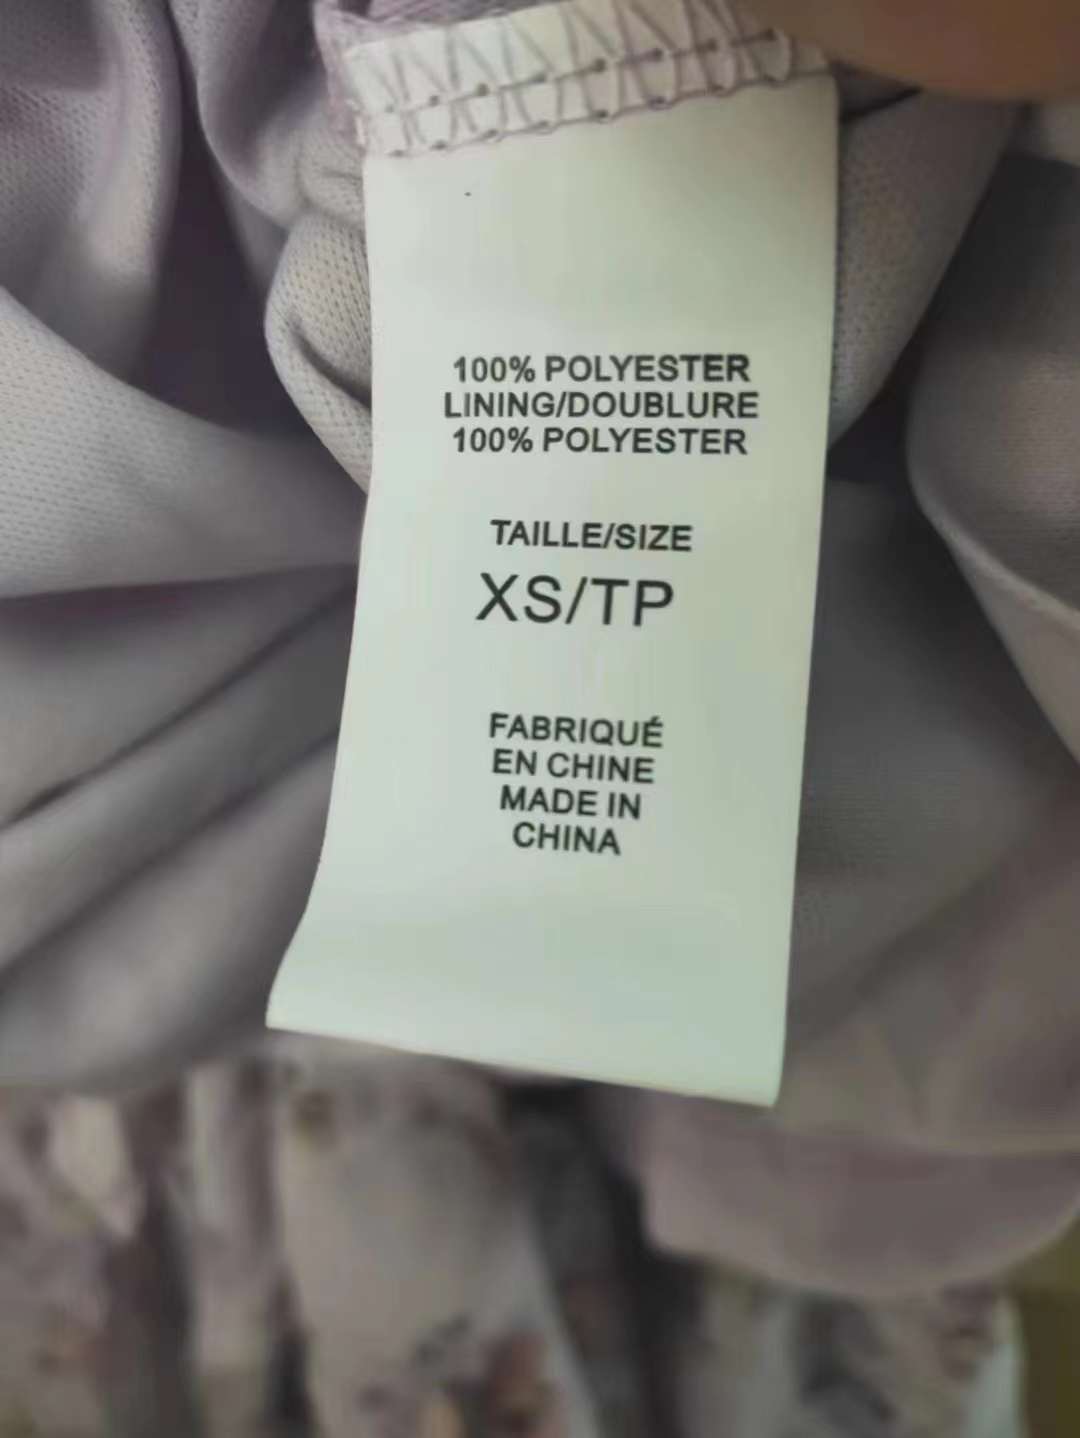 100% POLYESTER
LINING/DOUBLURE
100% POLYESTER
TAILLE/SIZE
XS/TP
FABRIQUÉ
EN CHINE
MADE IN
CHINA